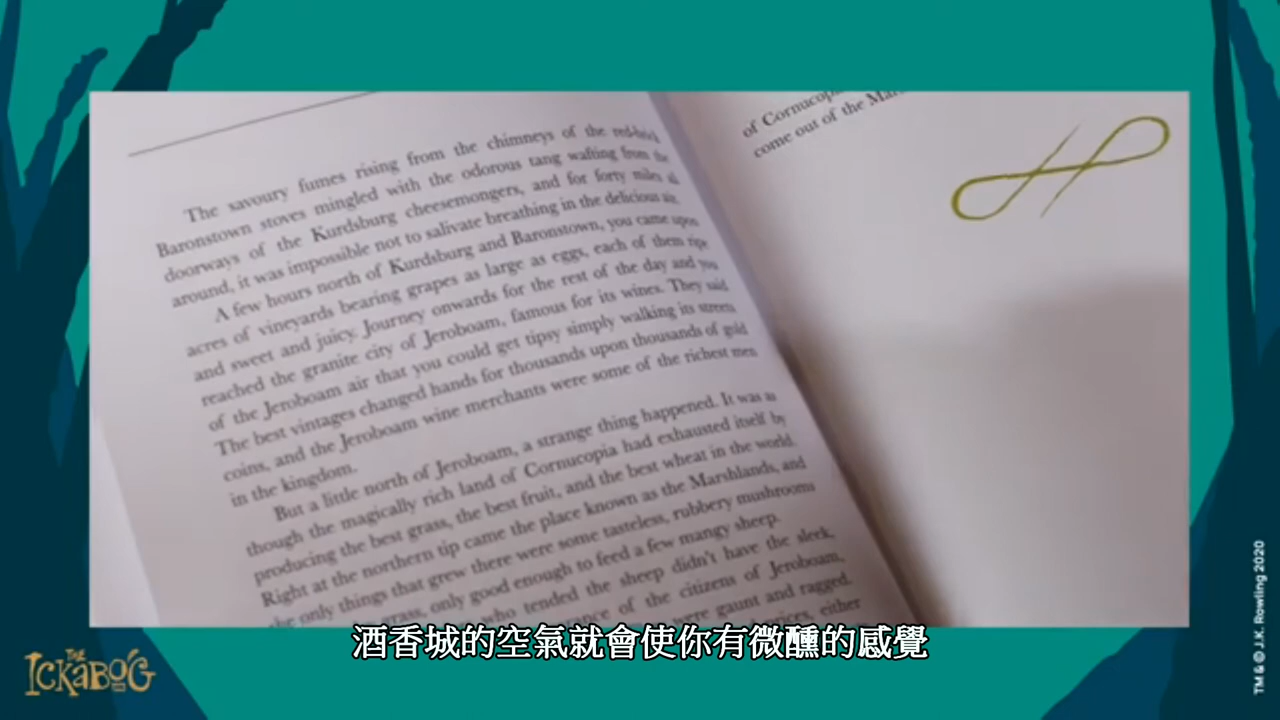 The savoury fumes rising from the chimneys of the red-brick
Baronstown stoves mingled with the odorous tang wafting from the
doorways of the Kurdsburg cheesemongers, and for forty miles all
around, it was impossible not to salivate breathing in the delicious air.
A few hours north of Kurdsburg and Baronstown, you came upon
acres of vineyards bearing grapes as large as eggs, each of them ripe
and sweet and juicy. Journey onwards for the rest of the day and you
reached the granite city of Jeroboam, famous for its wines. They said
of the Jeroboam air that you could get tipsy simply walking its streets.
The best vintages changed hands for thousands upon thousands of gold
coins, and the Jeroboam wine merchants were some of the richest men
in the kingdom.
But a little north of Jeroboam, a strange thing happened. It was as
though the magically rich land of Cornucopia had exhausted itself by
producing the best grass, the best fruit, and the best wheat in the world.
Right at the northern tip came the place known as the Marshlands, and
the only things that grew there were some tasteless, rubbery mushrooms
grass, only good enough to feed a few mangy sheep.
who tended the sheep didn't have the sleek,
of the citizens of Jeroboam,
were gaunt and ragged.
either
of Cornucopia
come out of the
酒香城的空氣就會使你有微醺的感覺
THE
ICKABOG
TM & © J.K. Rowling 2020